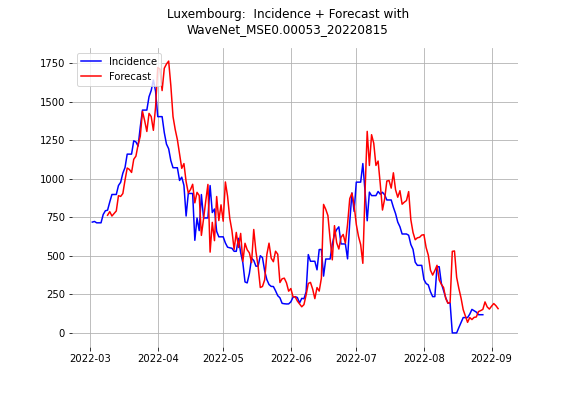 Luxembourg:  Incidence + Forecast with
WaveNet_MSE0.00053_20220815
Incidence
Forecast
1750
1500
1250
1000
750
500
250
0
2022-03 2022-04 2022-05 2022-06 2022-07 2022-08 2022-09